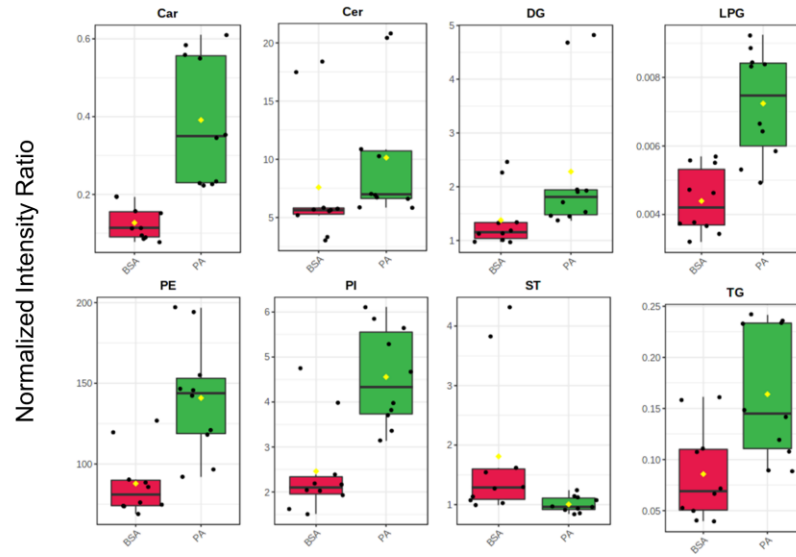 Normalized Intensity Ratio
Car
0.6
0.4
0.2
BSA
PA
Cer
20
15
10
5
BSA
PA
DG
5
4
3
2
1
BSA
PA
LPG
0.008
0.006
0.004
BSA
PA
PE
200
150
100
BSA
PA
PI
6
5
4
3
2
BSA
PA
ST
4
3
2
1
BSA
PA
TG
0.25
0.20
0.15
0.10
0.05
BSA
PA